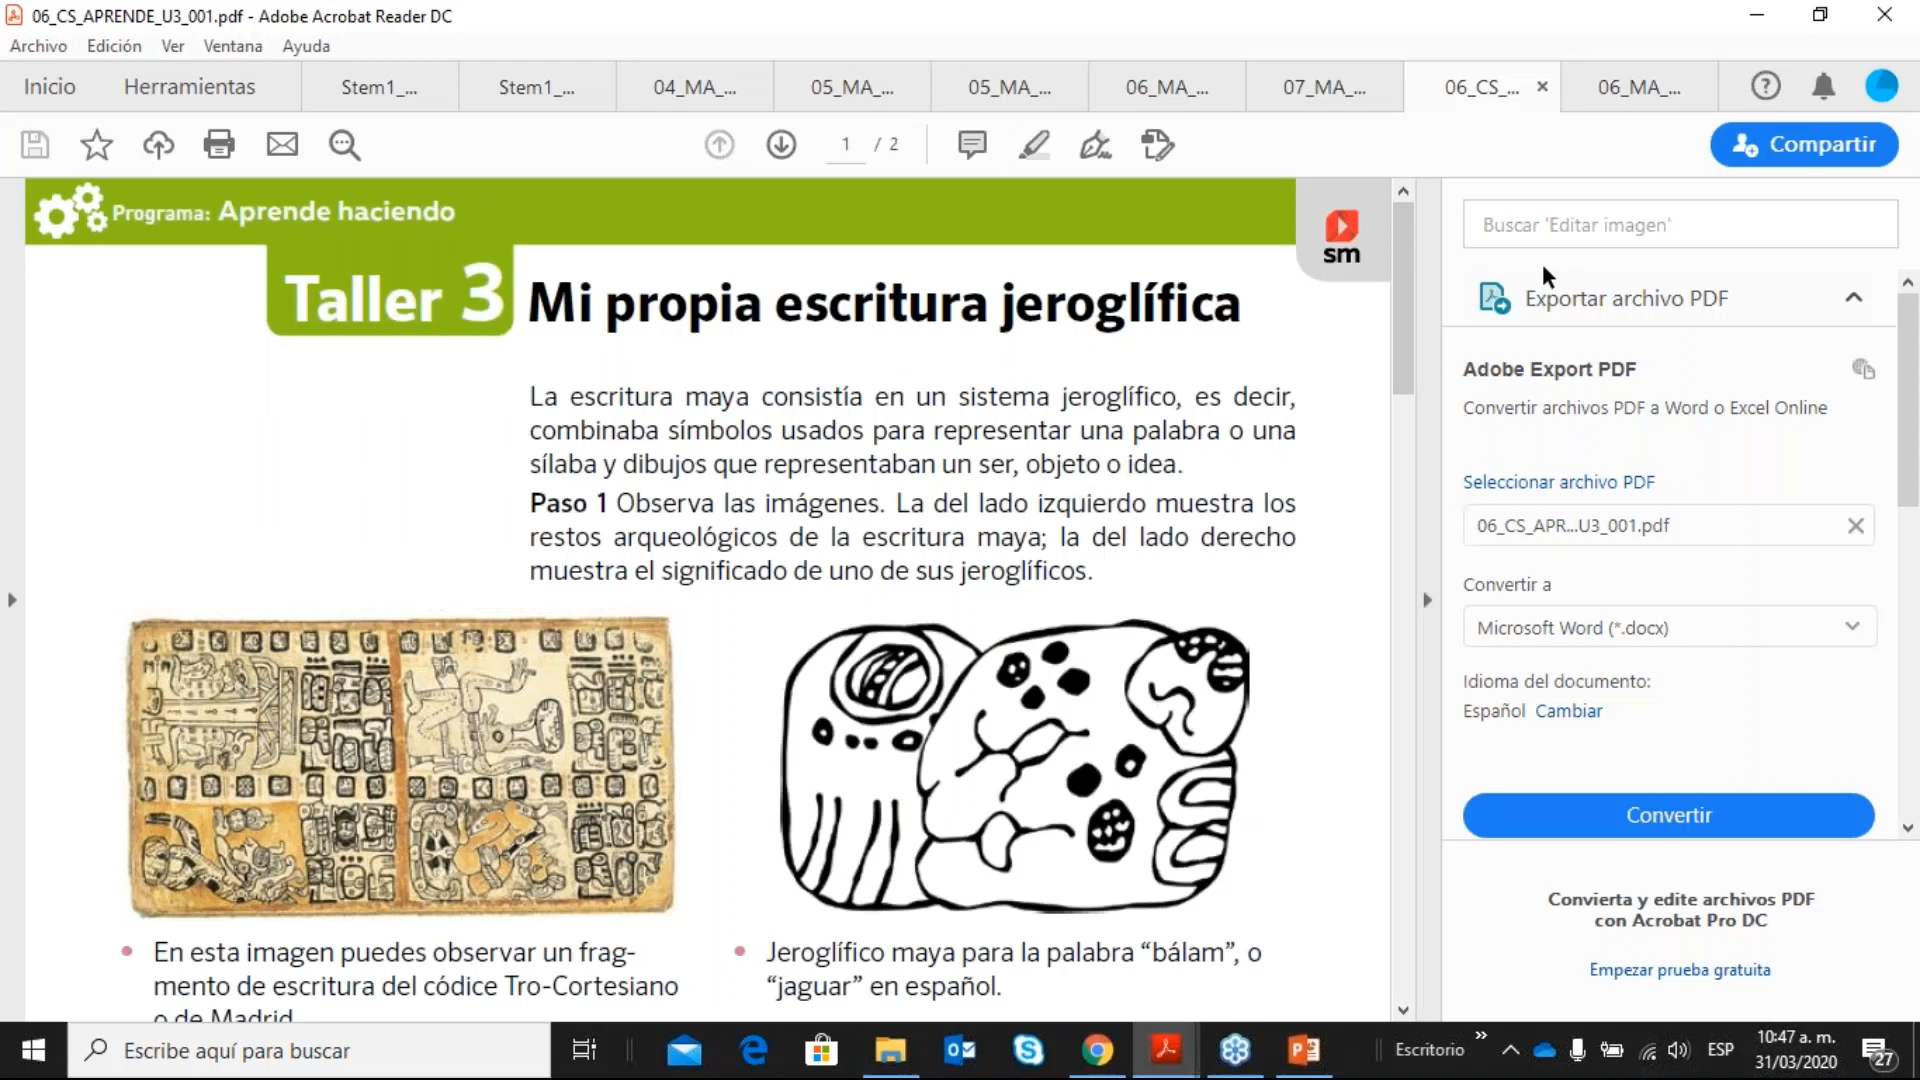 06_CS_APRENDE_U3_001.pdf - Adobe Acrobat Reader DC
Archivo Edición Ver Ventana Ayuda
Inicio Herramientas Stem1_... Stem1_... 04_MA_... 05_MA_... 05_MA_... 06_MA_... 07_MA_... 06_CS_... 06_MA_...
1 / 2
Compartir
Programa: Aprende haciendo
sm
Taller 3 Mi propia escritura jeroglífica
La escritura maya consistía en un sistema jeroglífico, es decir,
combinaba símbolos usados para representar una palabra o una
sílaba y dibujos que representaban un ser, objeto o idea.
Paso 1 Observa las imágenes. La del lado izquierdo muestra los
restos arqueológicos de la escritura maya; la del lado derecho
muestra el significado de uno de sus jeroglíficos.
En esta imagen puedes observar un frag-
mento de escritura del códice Tro-Cortesiano
o de Madrid
Jeroglífico maya para la palabra “bálam”, o
“jaguar” en español.
Buscar 'Editar imagen'
Exportar archivo PDF
Adobe Export PDF
Convertir archivos PDF a Word o Excel Online
Seleccionar archivo PDF
06_CS_APR...U3_001.pdf
Convertir a
Microsoft Word (*.docx)
Idioma del documento:
Español Cambiar
Convertir
Convierta y edite archivos PDF
con Acrobat Pro DC
Empezar prueba gratuita
Escribe aquí para buscar
Escritorio
ESP
10:47 a. m.
31/03/2020
27